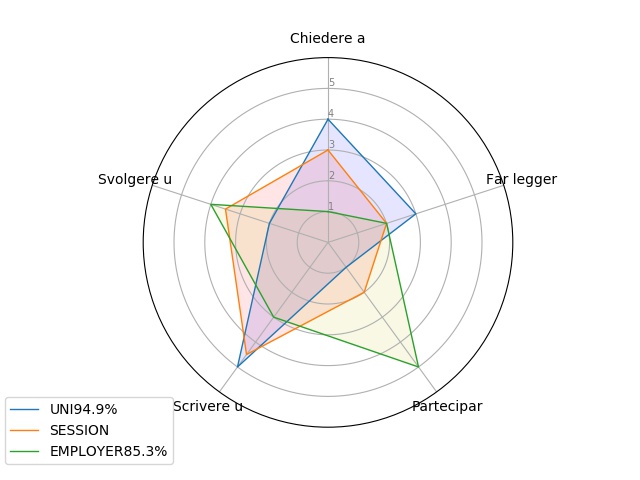 Chiedere a
5
4
3
2
1
Svolgere u
Far legger
Scrivere u
Partecipar
UNI94.9%
SESSION
EMPLOYER85.3%